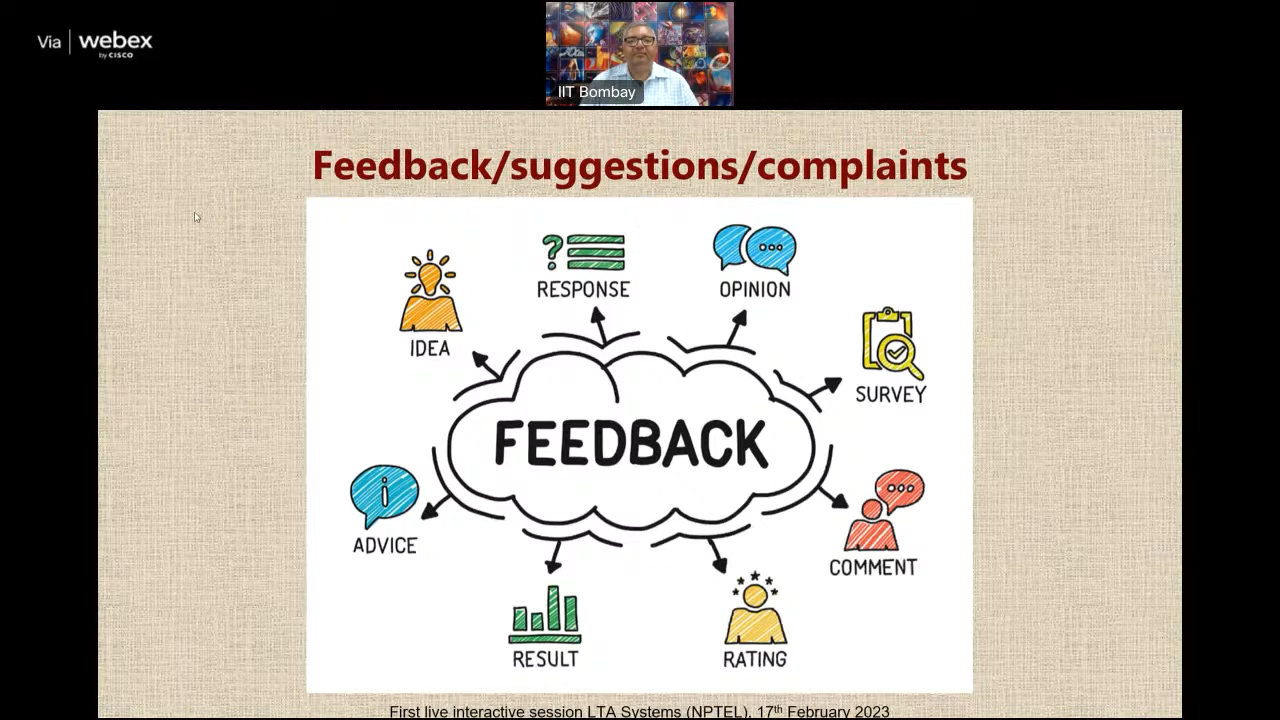 Via | webex
by CISCO
IIT Bombay
Feedback/suggestions/complaints
RESPONSE
OPINION
IDEA
SURVEY
FEEDBACK
ADVICE
COMMENT
RESULT
RATING
First live interactive session LTA Systems (NPTEL), 17th February 2023